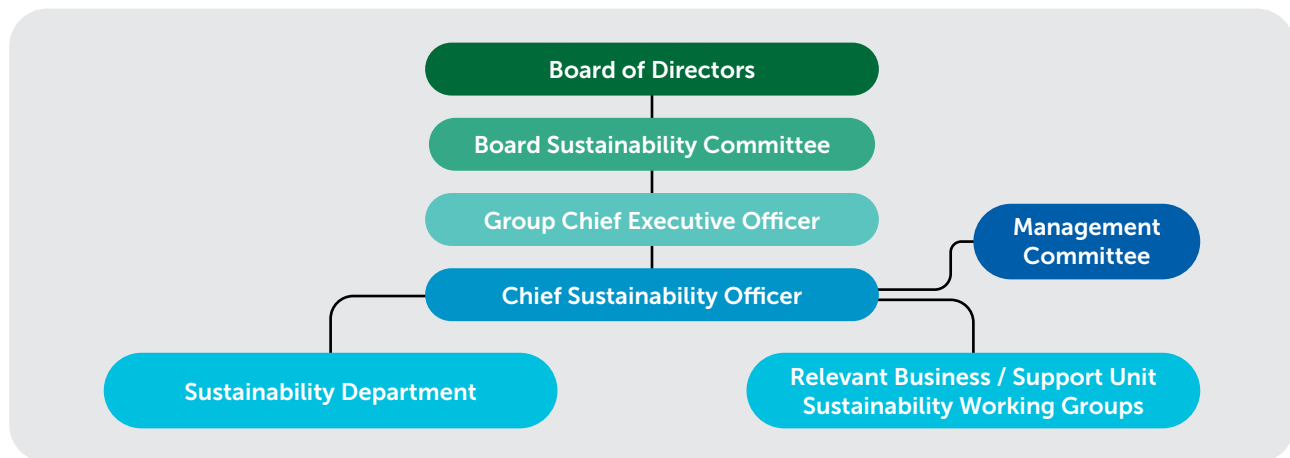 Board of Directors
Board Sustainability Committee
Group Chief Executive Officer
Management
Committee
Chief Sustainability Officer
Sustainability Department
Relevant Business / Support Unit
Sustainability Working Groups